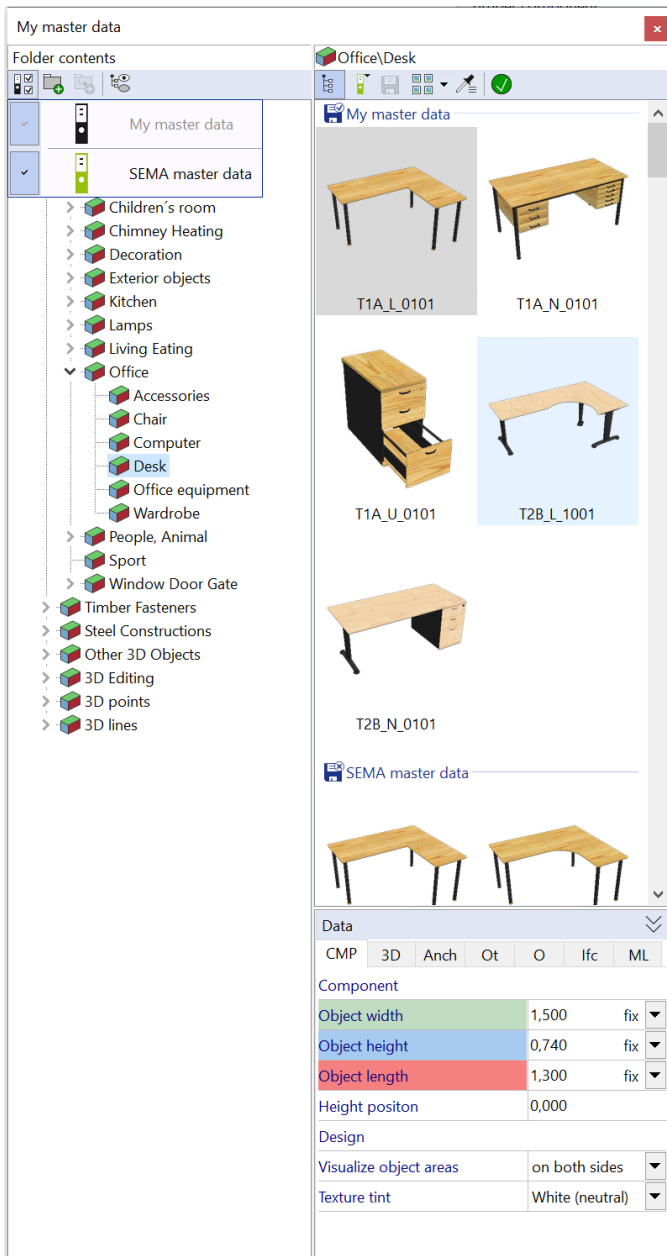 My master data
Folder contents
My master data
SEMA master data
Children´s room
Chimney Heating
Decoration
Exterior objects
Kitchen
Lamps
Living Eating
Office
Accessories
Chair
Computer
Desk
Office equipment
Wardrobe
People, Animal
Sport
Window Door Gate
Timber Fasteners
Steel Constructions
Other 3D Objects
3D Editing
3D points
3D lines
Office\Desk
My master data
T1A_L_0101 T1A_N_0101
T1A_U_0101 T2B_L_1001
T2B_N_0101
SEMA master data
Data
CMP 3D Anch Ot O Ifc ML
Component
Object width 1,500 fix
Object height 0,740 fix
Object length 1,300 fix
Height positon 0,000
Design
Visualize object areas on both sides
Texture tint White (neutral)